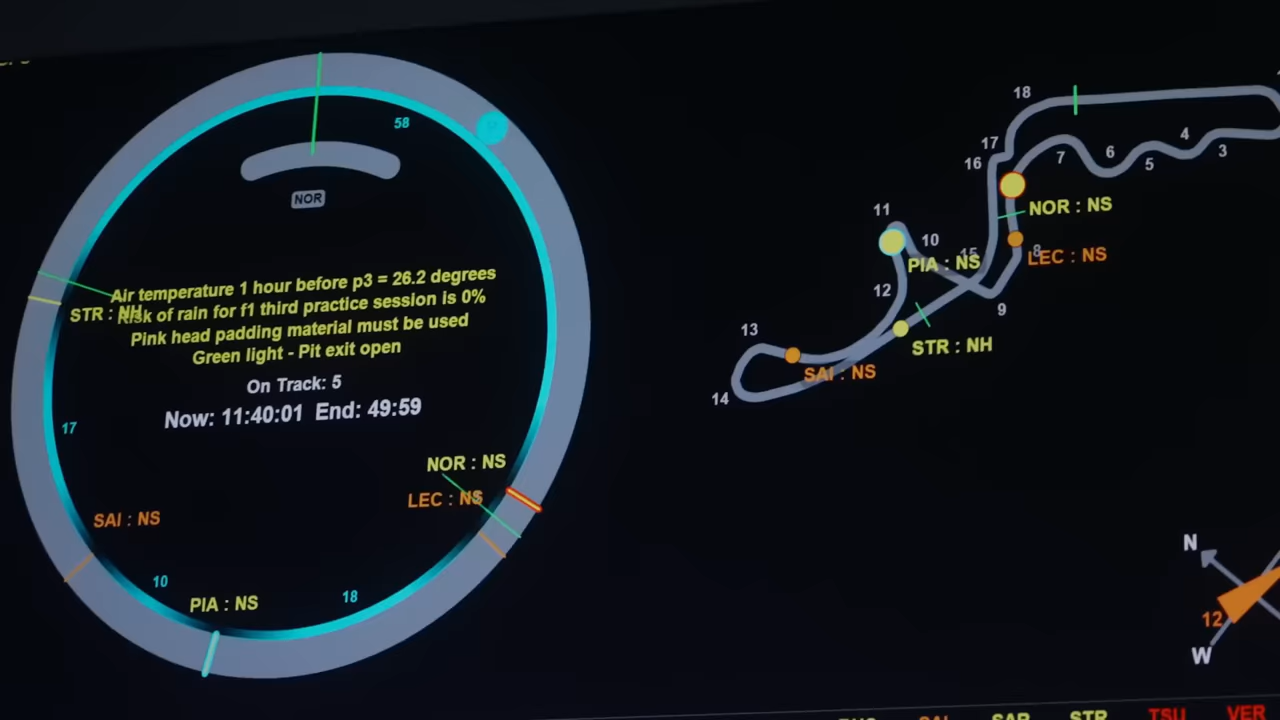 58
NOR
Air temperature 1 hour before p3 = 26.2 degrees
STR : NH
Risk of rain for f1 third practice session is 0%
Pink head padding material must be used
Green light - Pit exit open
On Track: 5
Now: 11:40:01 End: 49:59
17
NOR : NS
LEC : NS
SAI : NS
10
PIA : NS
18
18
17
16
7
6
5
4
3
NOR : NS
11
10
15
8
LEC : NS
PIA : NS
12
9
13
STR : NH
SAI : NS
14
N
12
W
SAR
STR
TSU
VER